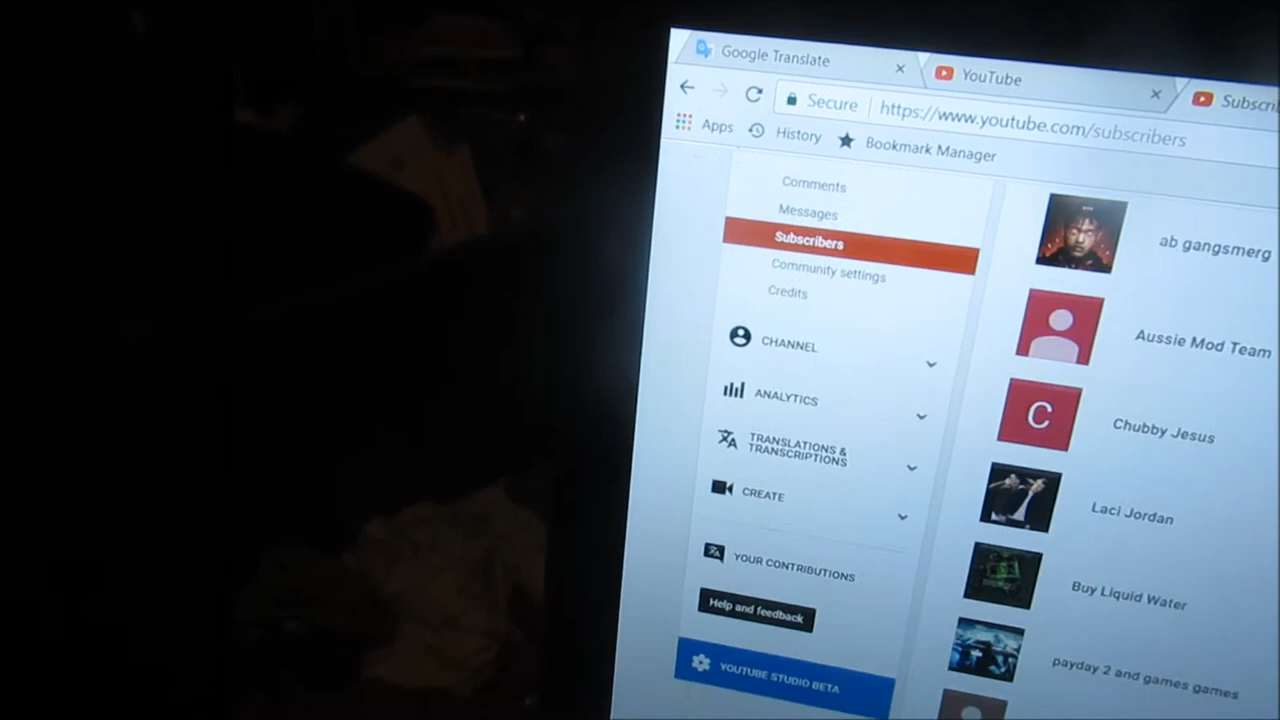 Google Translate
YouTube
Secure
https://www.youtube.com/subscribers
Apps
History
Bookmark Manager
Comments
Messages
Subscribers
Community settings
Credits
CHANNEL
ANALYTICS
TRANSLATIONS &
TRANSCRIPTIONS
CREATE
YOUR CONTRIBUTIONS
Help and feedback
YOUTUBE STUDIO BETA
ab gangsmerg
Aussie Mod Team
C
Chubby Jesus
Laci Jordan
Buy Liquid Water
payday 2 and games games